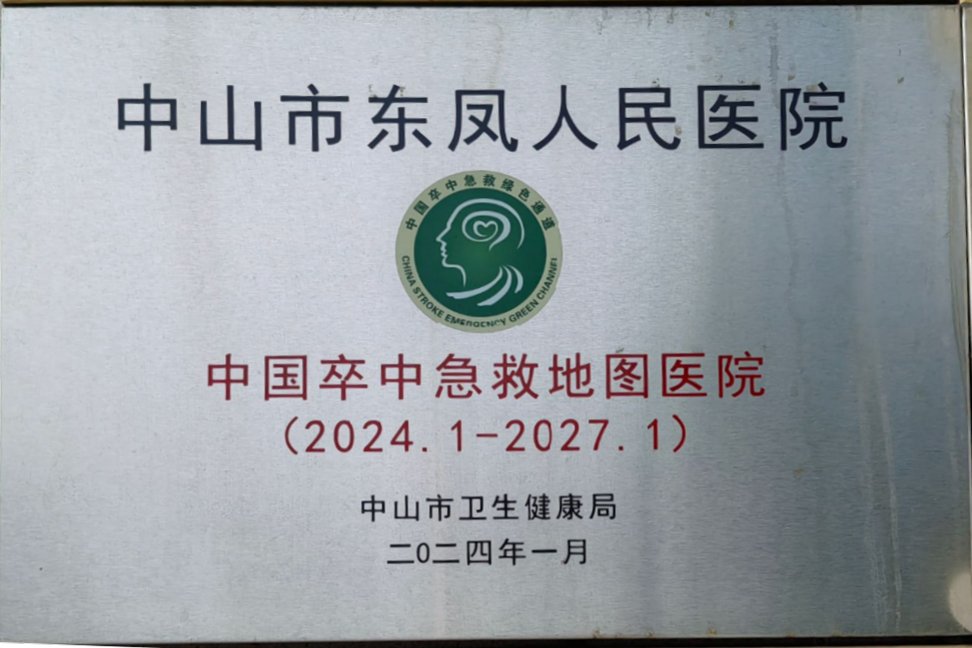 中山市东凤人民医院
中国卒中急救绿色通道
CHINA STROKE EMERGENCY GREEN CHANNEL
中国卒中急救地图医院
（2024.1-2027.1）
中山市卫生健康局
二0二四年一月